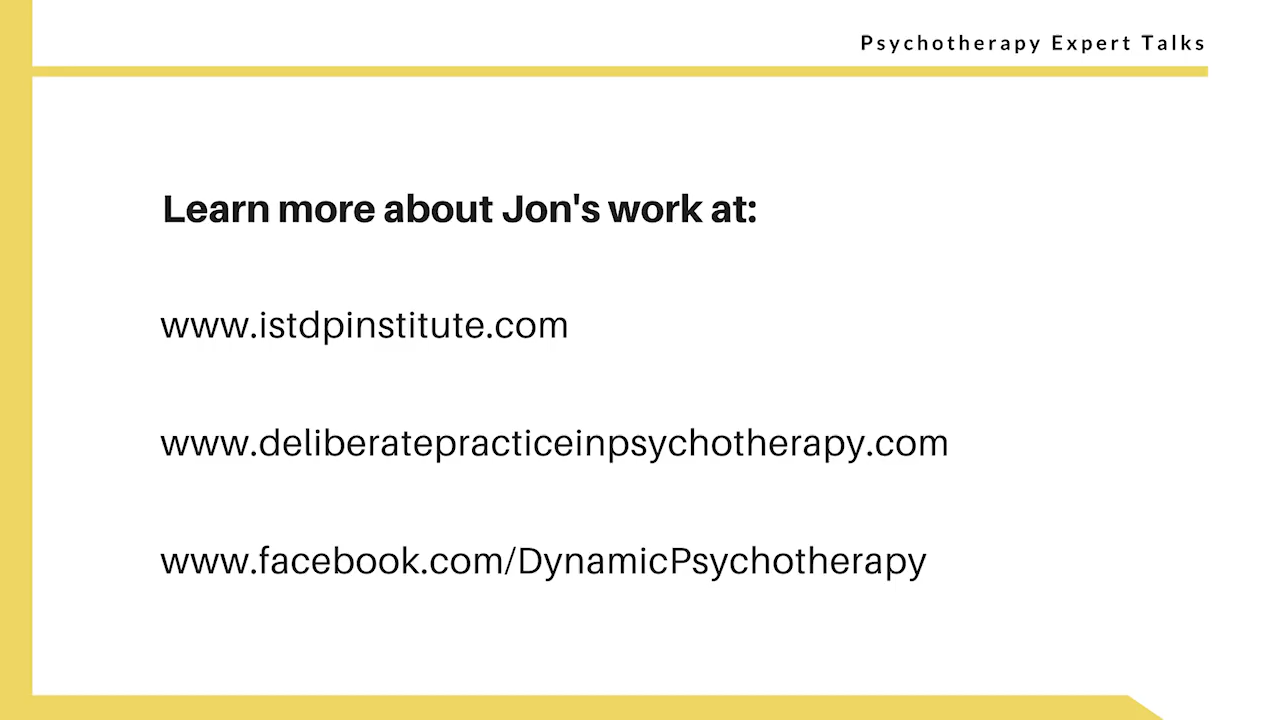 Psychotherapy Expert Talks
Learn more about Jon's work at:
www.istdpinstitute.com
www.deliberatepracticeinpsychotherapy.com
www.facebook.com/DynamicPsychotherapy